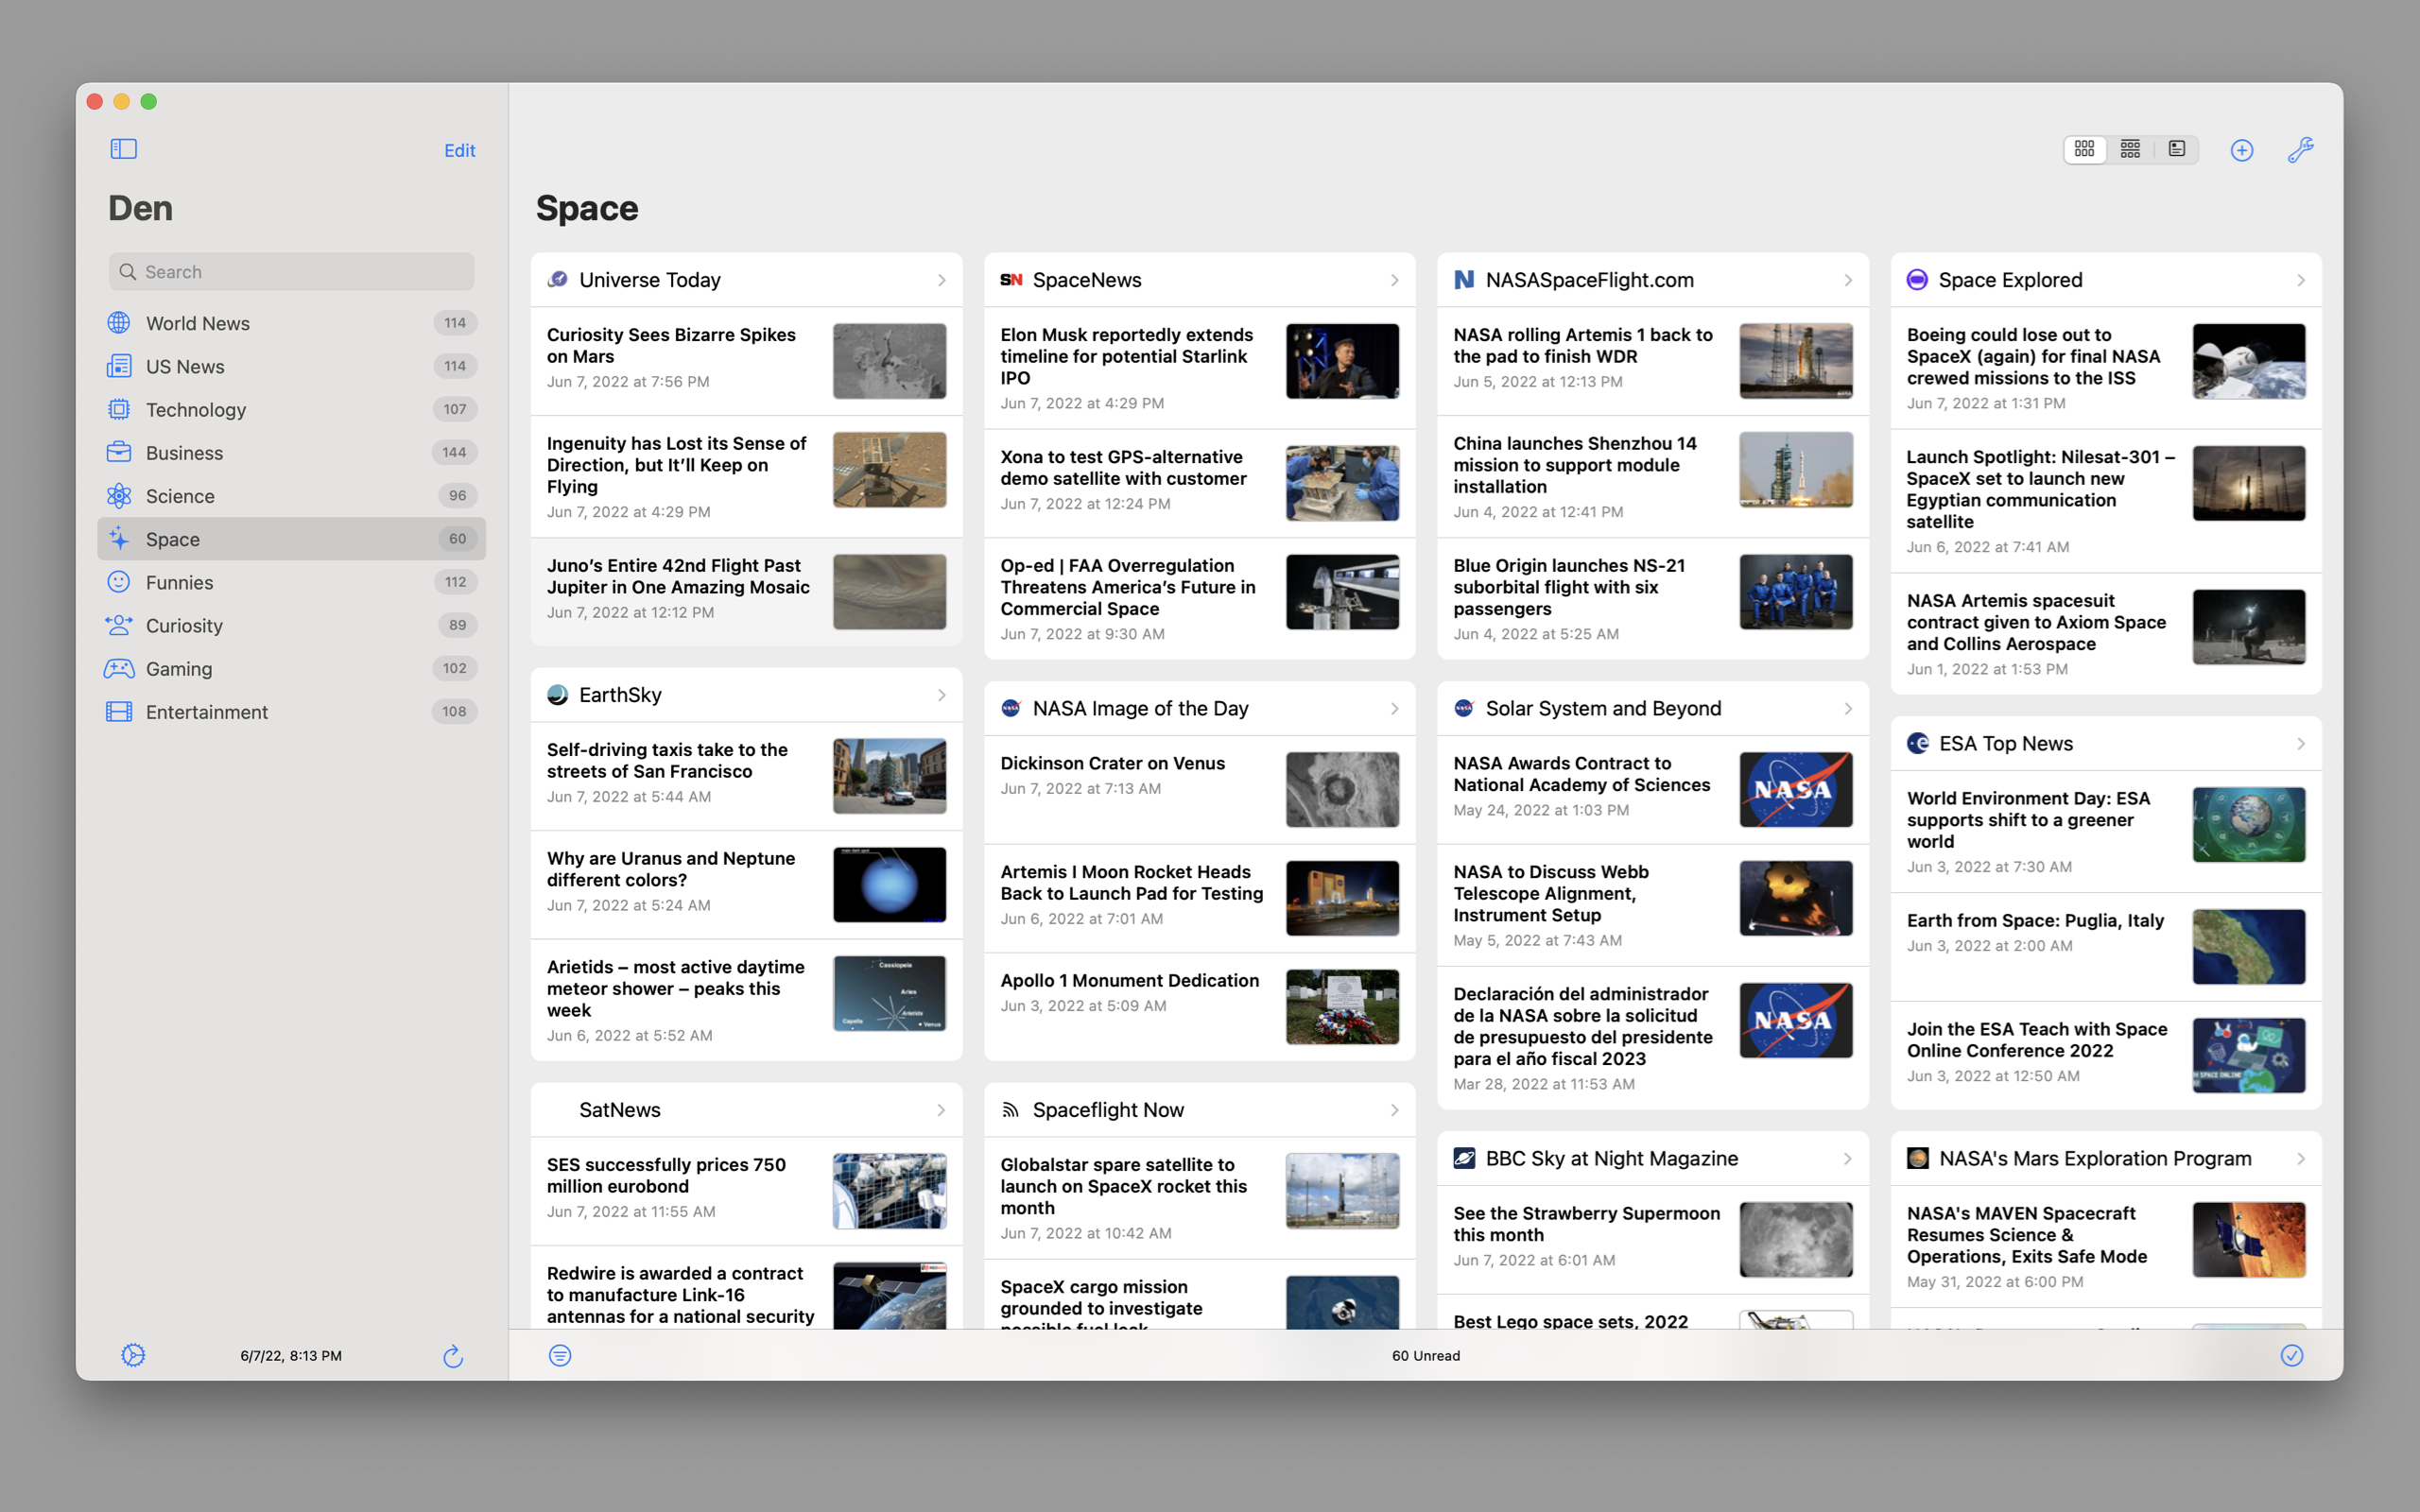 Edit
Den
Search
World News 114
US News 114
Technology 107
Business 144
Science 96
Space 60
Funnies 112
Curiosity 89
Gaming 102
Entertainment 108
6/7/22, 8:13 PM
Space
Universe Today
Curiosity Sees Bizarre Spikes
on Mars
Jun 7, 2022 at 7:56 PM
Ingenuity has Lost its Sense of
Direction, but It’ll Keep on
Flying
Jun 7, 2022 at 4:29 PM
Juno’s Entire 42nd Flight Past
Jupiter in One Amazing Mosaic
Jun 7, 2022 at 12:12 PM
EarthSky
Self-driving taxis take to the
streets of San Francisco
Jun 7, 2022 at 5:44 AM
Why are Uranus and Neptune
different colors?
Jun 7, 2022 at 5:24 AM
Arietids – most active daytime
meteor shower – peaks this
week
Jun 6, 2022 at 5:52 AM
Cassiopeia
Aries
Arietids
Capella
Venus
SatNews
SES successfully prices 750
million eurobond
Jun 7, 2022 at 11:55 AM
Redwire is awarded a contract
to manufacture Link-16
antennas for a national security
SN SpaceNews
Elon Musk reportedly extends
timeline for potential Starlink
IPO
Jun 7, 2022 at 4:29 PM
Xona to test GPS-alternative
demo satellite with customer
Jun 7, 2022 at 12:24 PM
Op-ed | FAA Overregulation
Threatens America’s Future in
Commercial Space
Jun 7, 2022 at 9:30 AM
NASA Image of the Day
Dickinson Crater on Venus
Jun 7, 2022 at 7:13 AM
Artemis I Moon Rocket Heads
Back to Launch Pad for Testing
Jun 6, 2022 at 7:01 AM
Apollo 1 Monument Dedication
Jun 3, 2022 at 5:09 AM
Spaceflight Now
Globalstar spare satellite to
launch on SpaceX rocket this
month
Jun 7, 2022 at 10:42 AM
SpaceX cargo mission
grounded to investigate
possible fuel leak
N NASASpaceFlight.com
NASA rolling Artemis 1 back to
the pad to finish WDR
Jun 5, 2022 at 12:13 PM
China launches Shenzhou 14
mission to support module
installation
Jun 4, 2022 at 12:41 PM
Blue Origin launches NS-21
suborbital flight with six
passengers
Jun 4, 2022 at 5:25 AM
Solar System and Beyond
NASA Awards Contract to
National Academy of Sciences
May 24, 2022 at 1:03 PM
NASA
NASA to Discuss Webb
Telescope Alignment,
Instrument Setup
May 5, 2022 at 7:43 AM
Declaración del administrador
de la NASA sobre la solicitud
de presupuesto del presidente
para el año fiscal 2023
Mar 28, 2022 at 11:53 AM
NASA
BBC Sky at Night Magazine
See the Strawberry Supermoon
this month
Jun 7, 2022 at 6:01 AM
Best Lego space sets, 2022
Space Explored
Boeing could lose out to
SpaceX (again) for final NASA
crewed missions to the ISS
Jun 7, 2022 at 1:31 PM
Launch Spotlight: Nilesat-301 –
SpaceX set to launch new
Egyptian communication
satellite
Jun 6, 2022 at 7:41 AM
NASA Artemis spacesuit
contract given to Axiom Space
and Collins Aerospace
Jun 1, 2022 at 1:53 PM
ESA Top News
World Environment Day: ESA
supports shift to a greener
world
Jun 3, 2022 at 7:30 AM
Earth from Space: Puglia, Italy
Jun 3, 2022 at 2:00 AM
Join the ESA Teach with Space
Online Conference 2022
Jun 3, 2022 at 12:50 AM
SPACE ONLINE
NASA's Mars Exploration Program
NASA's MAVEN Spacecraft
Resumes Science &
Operations, Exits Safe Mode
May 31, 2022 at 6:00 PM
60 Unread